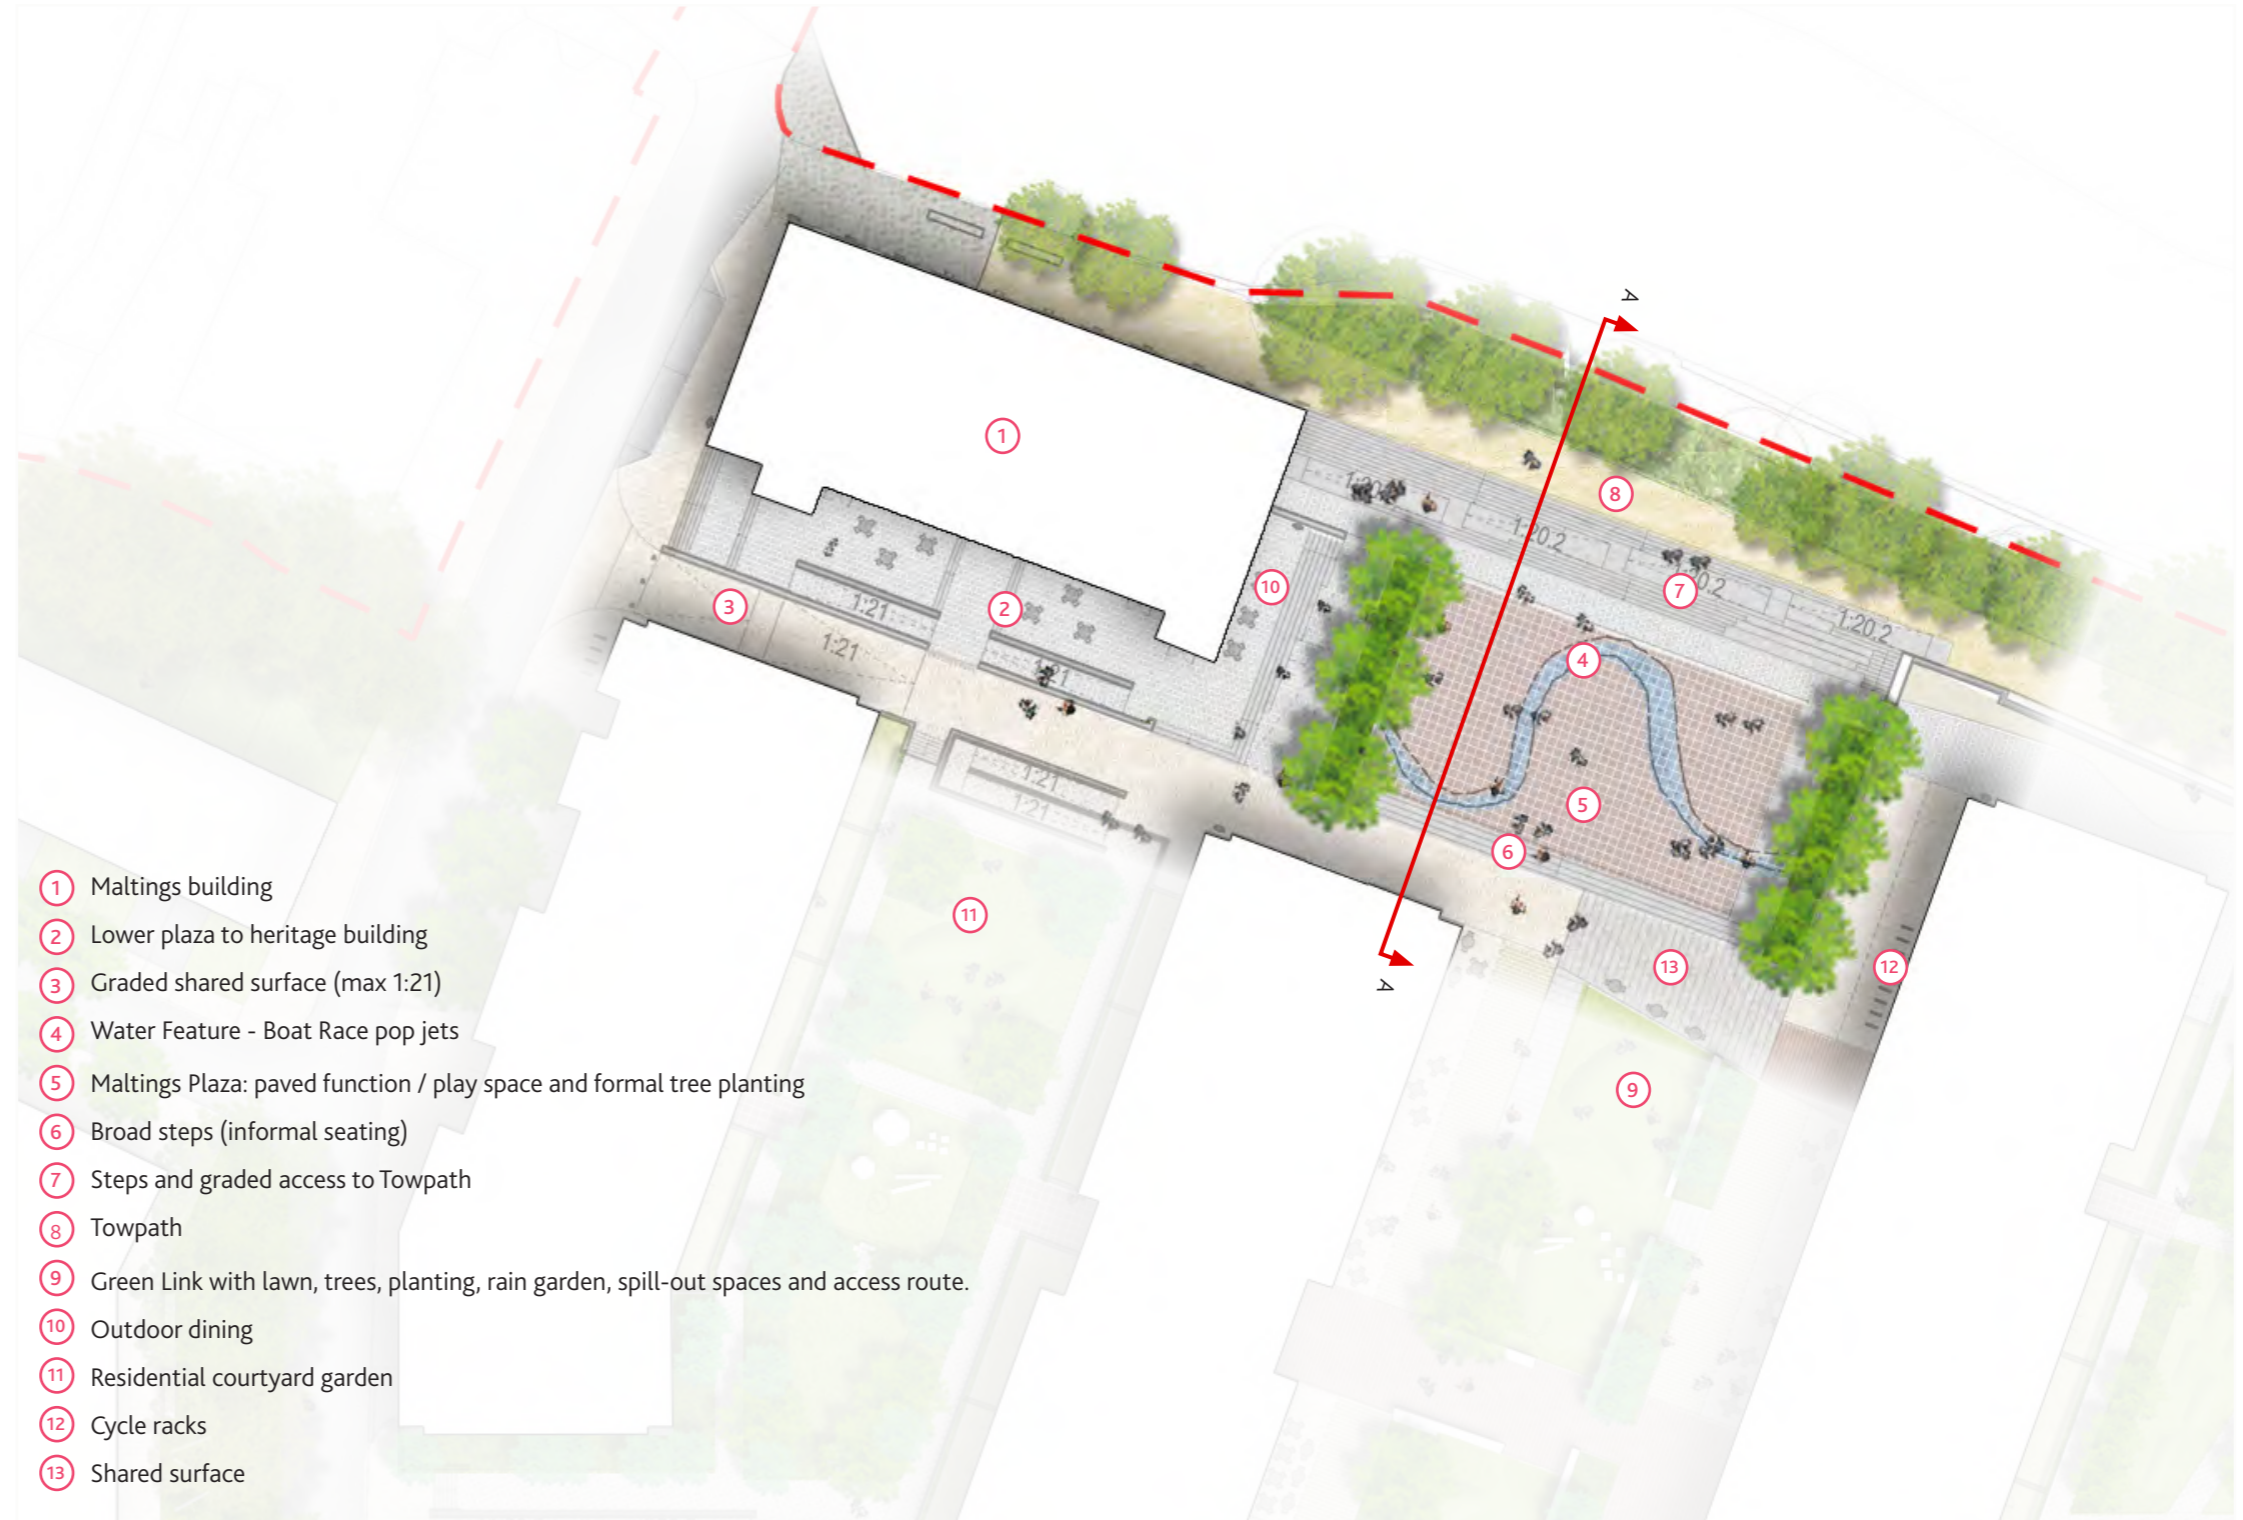 A
1
8
1:20.2
1:20.2
7
10
3
1:21
2
1:20.2
1:21
1:21
4
1:21
1:21
5
6
11
13
12
A
9
1 Maltings building
2 Lower plaza to heritage building
3 Graded shared surface (max 1:21)
4 Water Feature - Boat Race pop jets
5 Maltings Plaza: paved function / play space and formal tree planting
6 Broad steps (informal seating)
7 Steps and graded access to Towpath
8 Towpath
9 Green Link with lawn, trees, planting, rain garden, spill-out spaces and access route.
10 Outdoor dining
11 Residential courtyard garden
12 Cycle racks
13 Shared surface